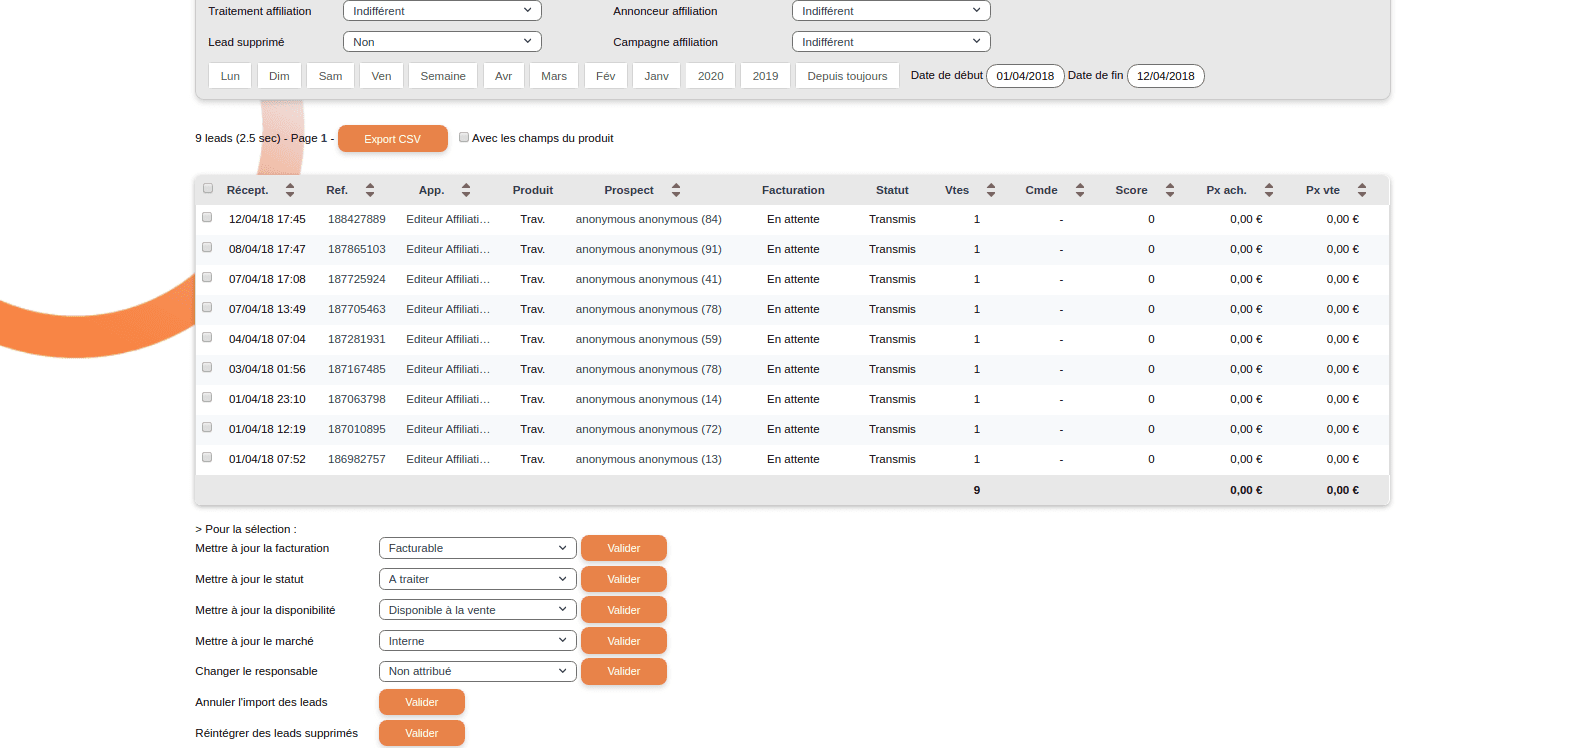 Traitement affiliation Indifférent Annonceur affiliation Indifférent
Lead supprimé Non Campagne affiliation Indifférent
Lun Dim Sam Ven Semaine Avr Mars Fév Janv 2020 2019 Depuis toujours Date de début 01/04/2018 Date de fin 12/04/2018
9 leads (2.5 sec) - Page 1 - Export CSV Avec les champs du produit
Récept. Ref. App. Produit Prospect Facturation Statut Vtes Cmde Score Px ach. Px vte
12/04/18 17:45 188427889 Editeur Affiliati… Trav. anonymous anonymous (84) En attente Transmis 1 - 0 0,00 € 0,00 €
08/04/18 17:47 187865103 Editeur Affiliati… Trav. anonymous anonymous (91) En attente Transmis 1 - 0 0,00 € 0,00 €
07/04/18 17:08 187725924 Editeur Affiliati… Trav. anonymous anonymous (41) En attente Transmis 1 - 0 0,00 € 0,00 €
07/04/18 13:49 187705463 Editeur Affiliati… Trav. anonymous anonymous (78) En attente Transmis 1 - 0 0,00 € 0,00 €
04/04/18 07:04 187281931 Editeur Affiliati… Trav. anonymous anonymous (59) En attente Transmis 1 - 0 0,00 € 0,00 €
03/04/18 01:56 187167485 Editeur Affiliati… Trav. anonymous anonymous (78) En attente Transmis 1 - 0 0,00 € 0,00 €
01/04/18 23:10 187063798 Editeur Affiliati… Trav. anonymous anonymous (14) En attente Transmis 1 - 0 0,00 € 0,00 €
01/04/18 12:19 187010895 Editeur Affiliati… Trav. anonymous anonymous (72) En attente Transmis 1 - 0 0,00 € 0,00 €
01/04/18 07:52 186982757 Editeur Affiliati… Trav. anonymous anonymous (13) En attente Transmis 1 - 0 0,00 € 0,00 €
9 0,00 € 0,00 €
> Pour la sélection :
Mettre à jour la facturation Facturable Valider
Mettre à jour le statut A traiter Valider
Mettre à jour la disponibilité Disponible à la vente Valider
Mettre à jour le marché Interne Valider
Changer le responsable Non attribué Valider
Annuler l'import des leads Valider
Réintégrer des leads supprimés Valider